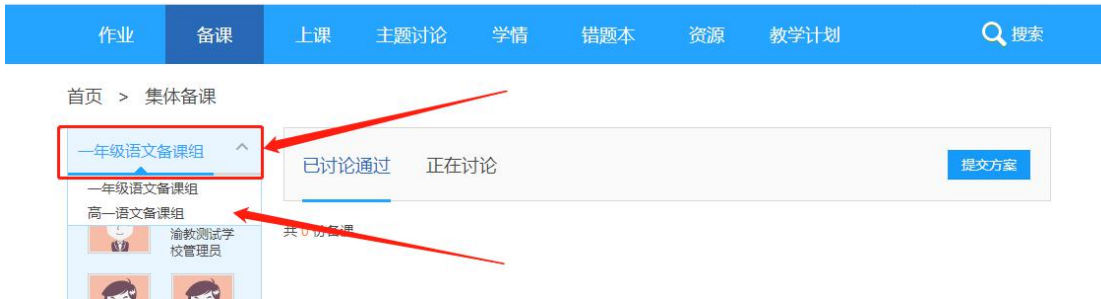 作业 备课 上课 主题讨论 学情 错题本 资源 教学计划 搜索
首页 > 集体备课
一年级语文备课组
已讨论通过 正在讨论 提交方案
一年级语文备课组
高一语文备课组
渝教测试学
校管理员
共 0 份备课